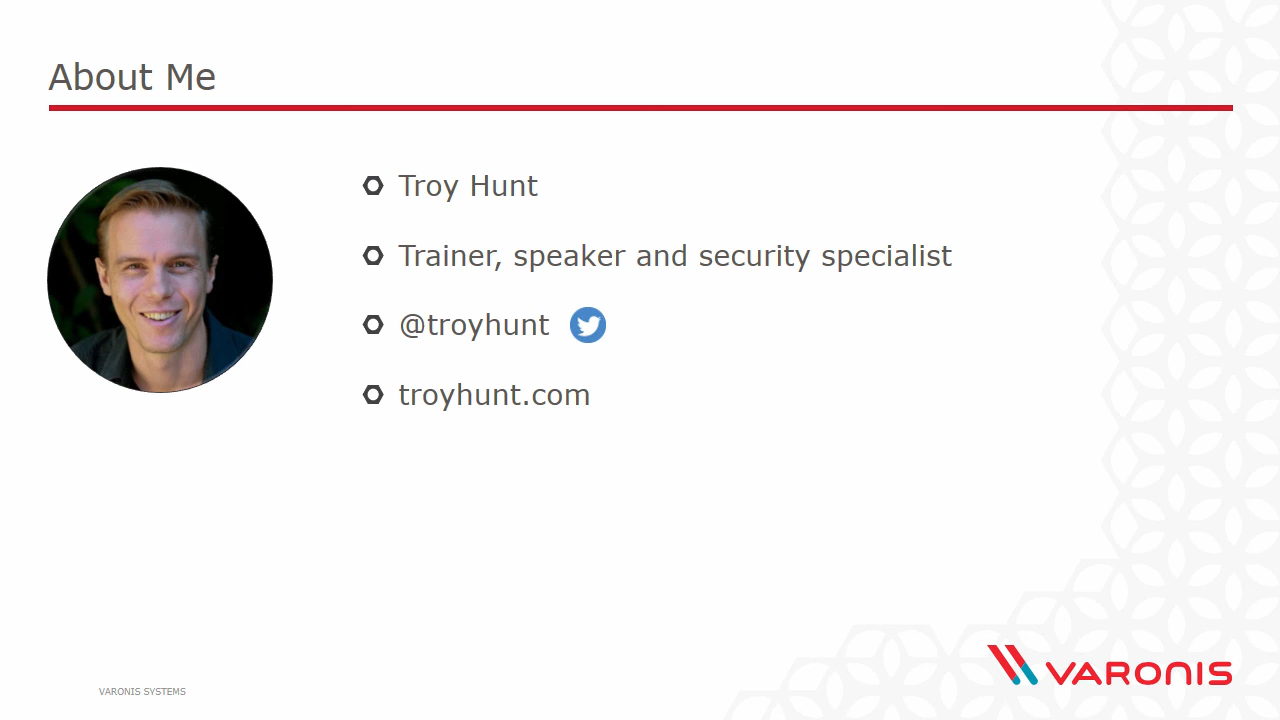 About Me
Troy Hunt
Trainer, speaker and security specialist
@troyhunt
troyhunt.com
VARONIS SYSTEMS
VARONIS